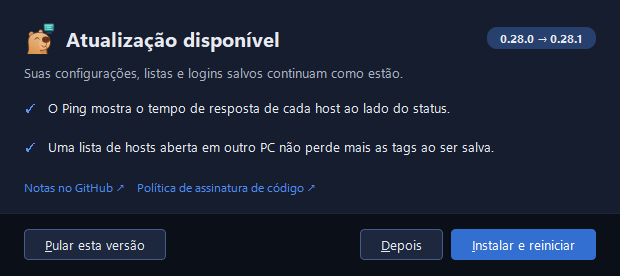 Atualização disponível
0.28.0 → 0.28.1
Suas configurações, listas e logins salvos continuam como estão.
✓ O Ping mostra o tempo de resposta de cada host ao lado do status.
✓ Uma lista de hosts aberta em outro PC não perde mais as tags ao ser salva.
Notas no GitHub ↗ Política de assinatura de código ↗
Pular esta versão
Depois
Instalar e reiniciar